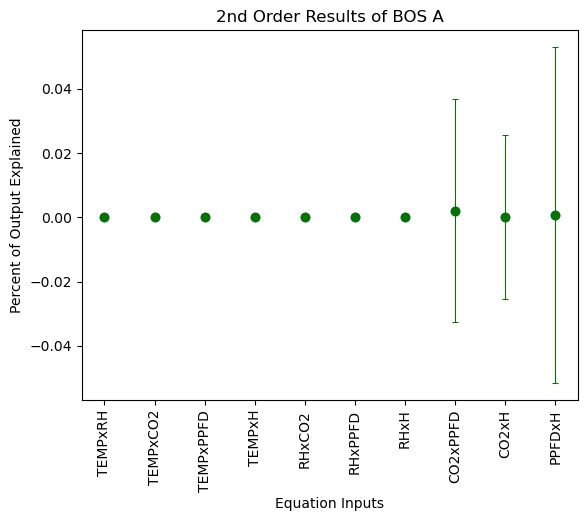 2nd Order Results of BOS A
Percent of Output Explained
0.04
0.02
0.00
−0.02
−0.04
TEMPxRH
TEMPxCO2
TEMPxPPFD
TEMPxH
RHxCO2
RHxPPFD
RHxH
CO2xPPFD
CO2xH
PPFDxH
Equation Inputs